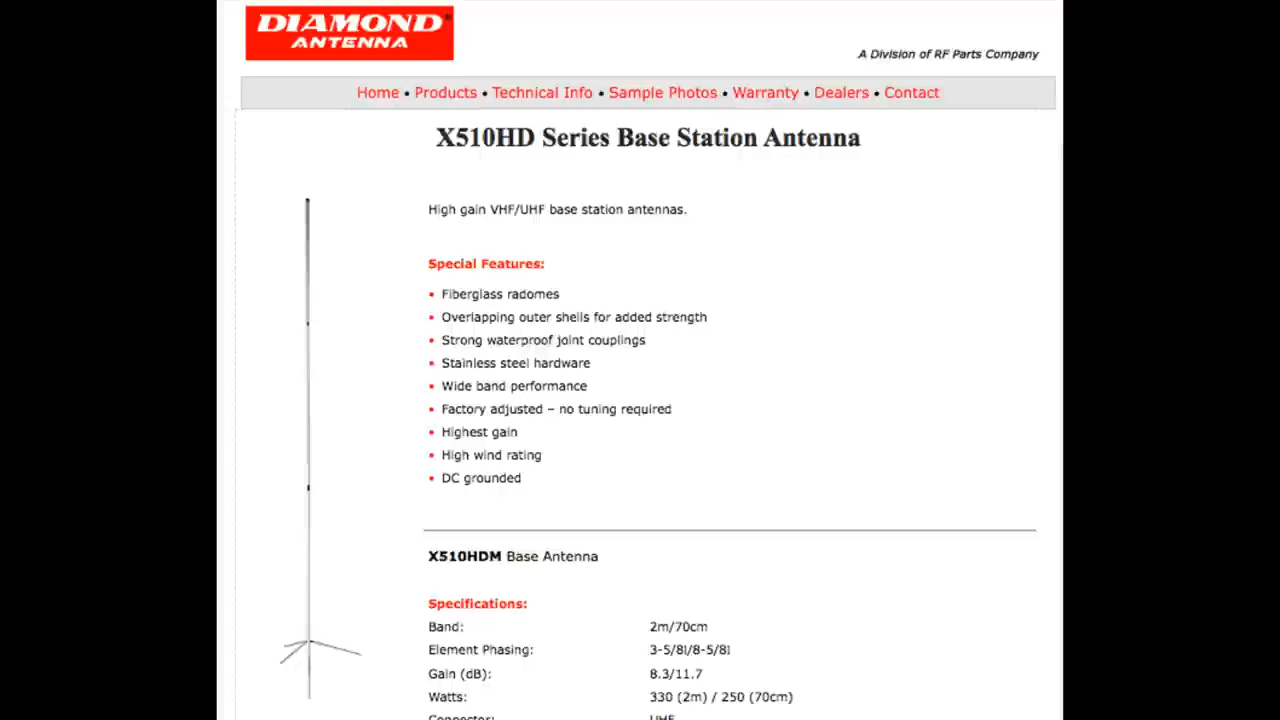 DIAMOND
ANTENNA
A Division of RF Parts Company
Home • Products • Technical Info • Sample Photos • Warranty • Dealers • Contact
X510HD Series Base Station Antenna
High gain VHF/UHF base station antennas.
Special Features:
• Fiberglass radomes
• Overlapping outer shells for added strength
• Strong waterproof joint couplings
• Stainless steel hardware
• Wide band performance
• Factory adjusted – no tuning required
• Highest gain
• High wind rating
• DC grounded
X510HDM Base Antenna
Specifications:
Band: 2m/70cm
Element Phasing: 3-5/8l/8-5/8l
Gain (dB): 8.3/11.7
Watts: 330 (2m) / 250 (70cm)
Connector: UHF